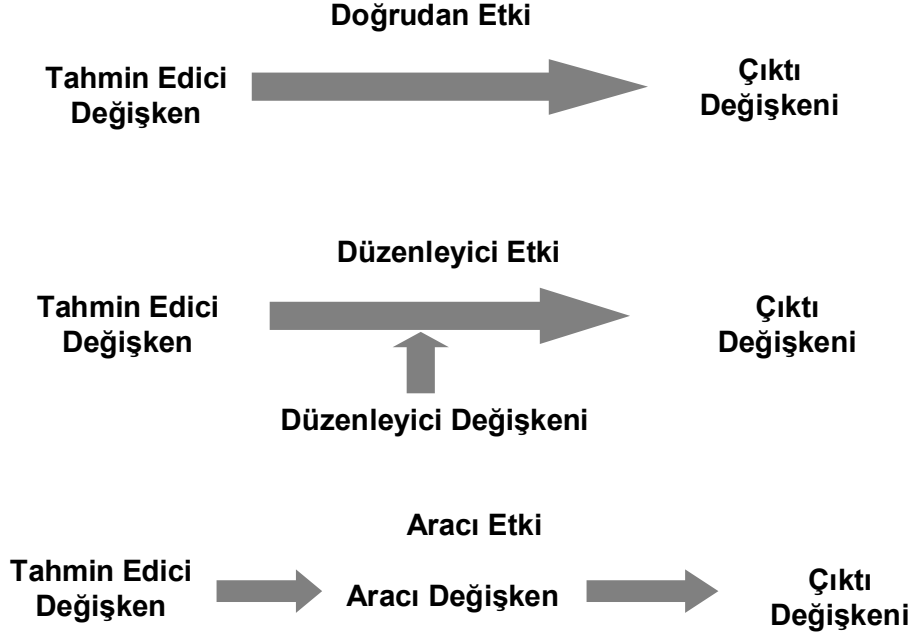 Doğrudan Etki
Tahmin Edici
Değişken
Çıktı
Değişkeni
Düzenleyici Etki
Tahmin Edici
Değişken
Çıktı
Değişkeni
Düzenleyici Değişkeni
Aracı Etki
Tahmin Edici
Değişken
Aracı Değişken
Çıktı
Değişkeni